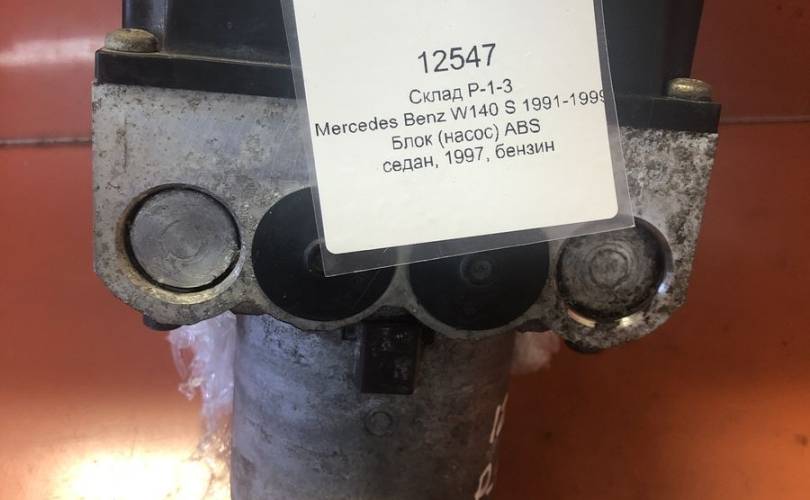 12547
Склад Р-1-3
Mercedes Benz W140 S 1991-1999
Блок (насос) ABS
седан, 1997, бензин